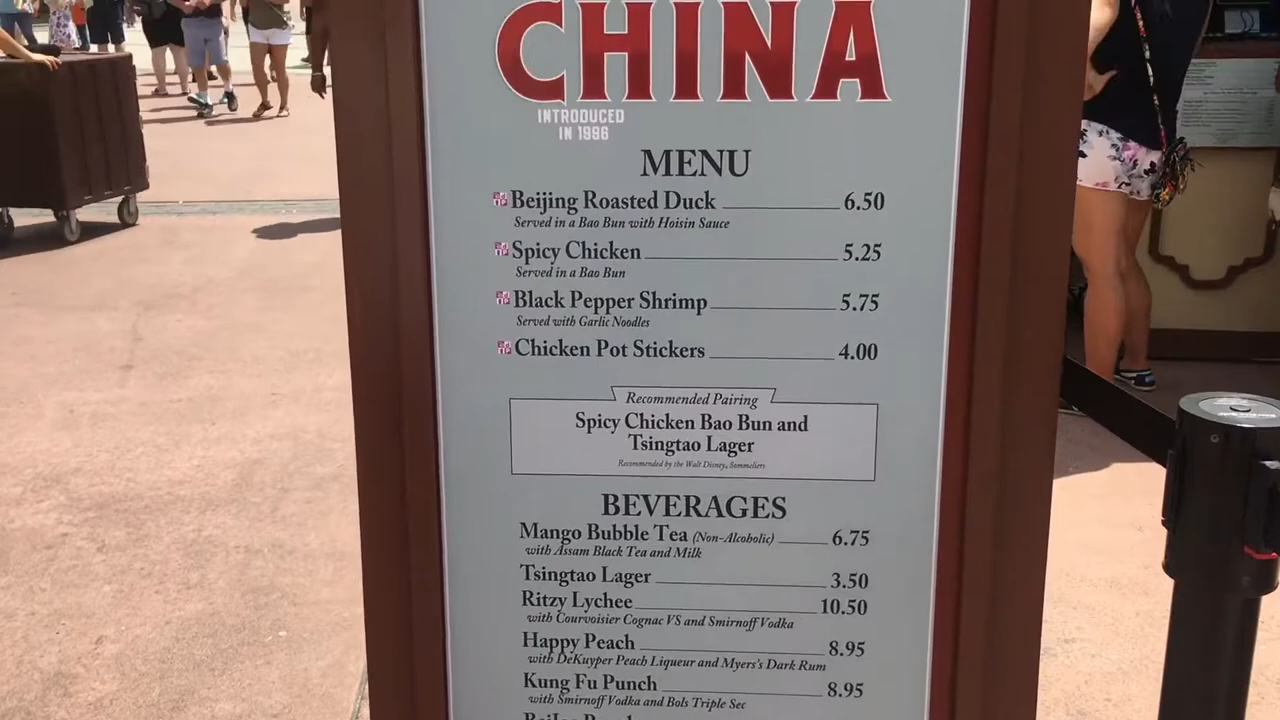 CHINA
INTRODUCED
IN 1996
MENU
Beijing Roasted Duck 6.50
Served in a Bao Bun with Hoisin Sauce
Spicy Chicken 5.25
Served in a Bao Bun
Black Pepper Shrimp 5.75
Served with Garlic Noodles
Chicken Pot Stickers 4.00
Recommended Pairing
Spicy Chicken Bao Bun and
Tsingtao Lager
Recommended by the Walt Disney, Sommeliers
BEVERAGES
Mango Bubble Tea (Non-Alcoholic) 6.75
with Assam Black Tea and Milk
Tsingtao Lager 3.50
Ritzy Lychee 10.50
with Courvoisier Cognac VS and Smirnoff Vodka
Happy Peach 8.95
with DeKuyper Peach Liqueur and Myers's Dark Rum
Kung Fu Punch 8.95
with Smirnoff Vodka and Bols Triple Sec